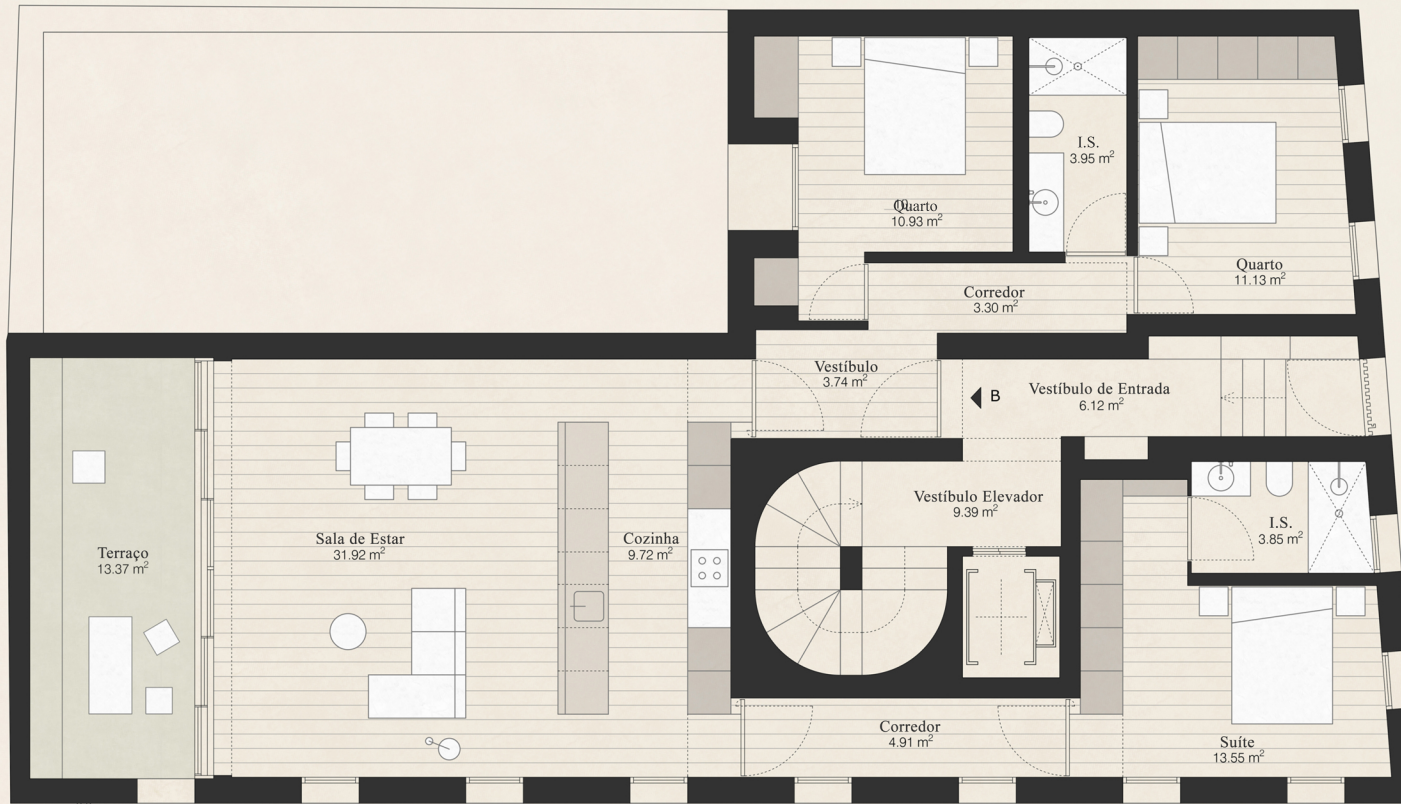 I.S.
3.95 m²
Quarto
10.93 m²
Quarto
11.13 m²
Corredor
3.30 m²
Vestíbulo
3.74 m²
B
Vestíbulo de Entrada
6.12 m²
Vestíbulo Elevador
9.39 m²
I.S.
3.85 m²
Terraço
13.37 m²
Sala de Estar
31.92 m²
Cozinha
9.72 m²
Corredor
4.91 m²
Suíte
13.55 m²